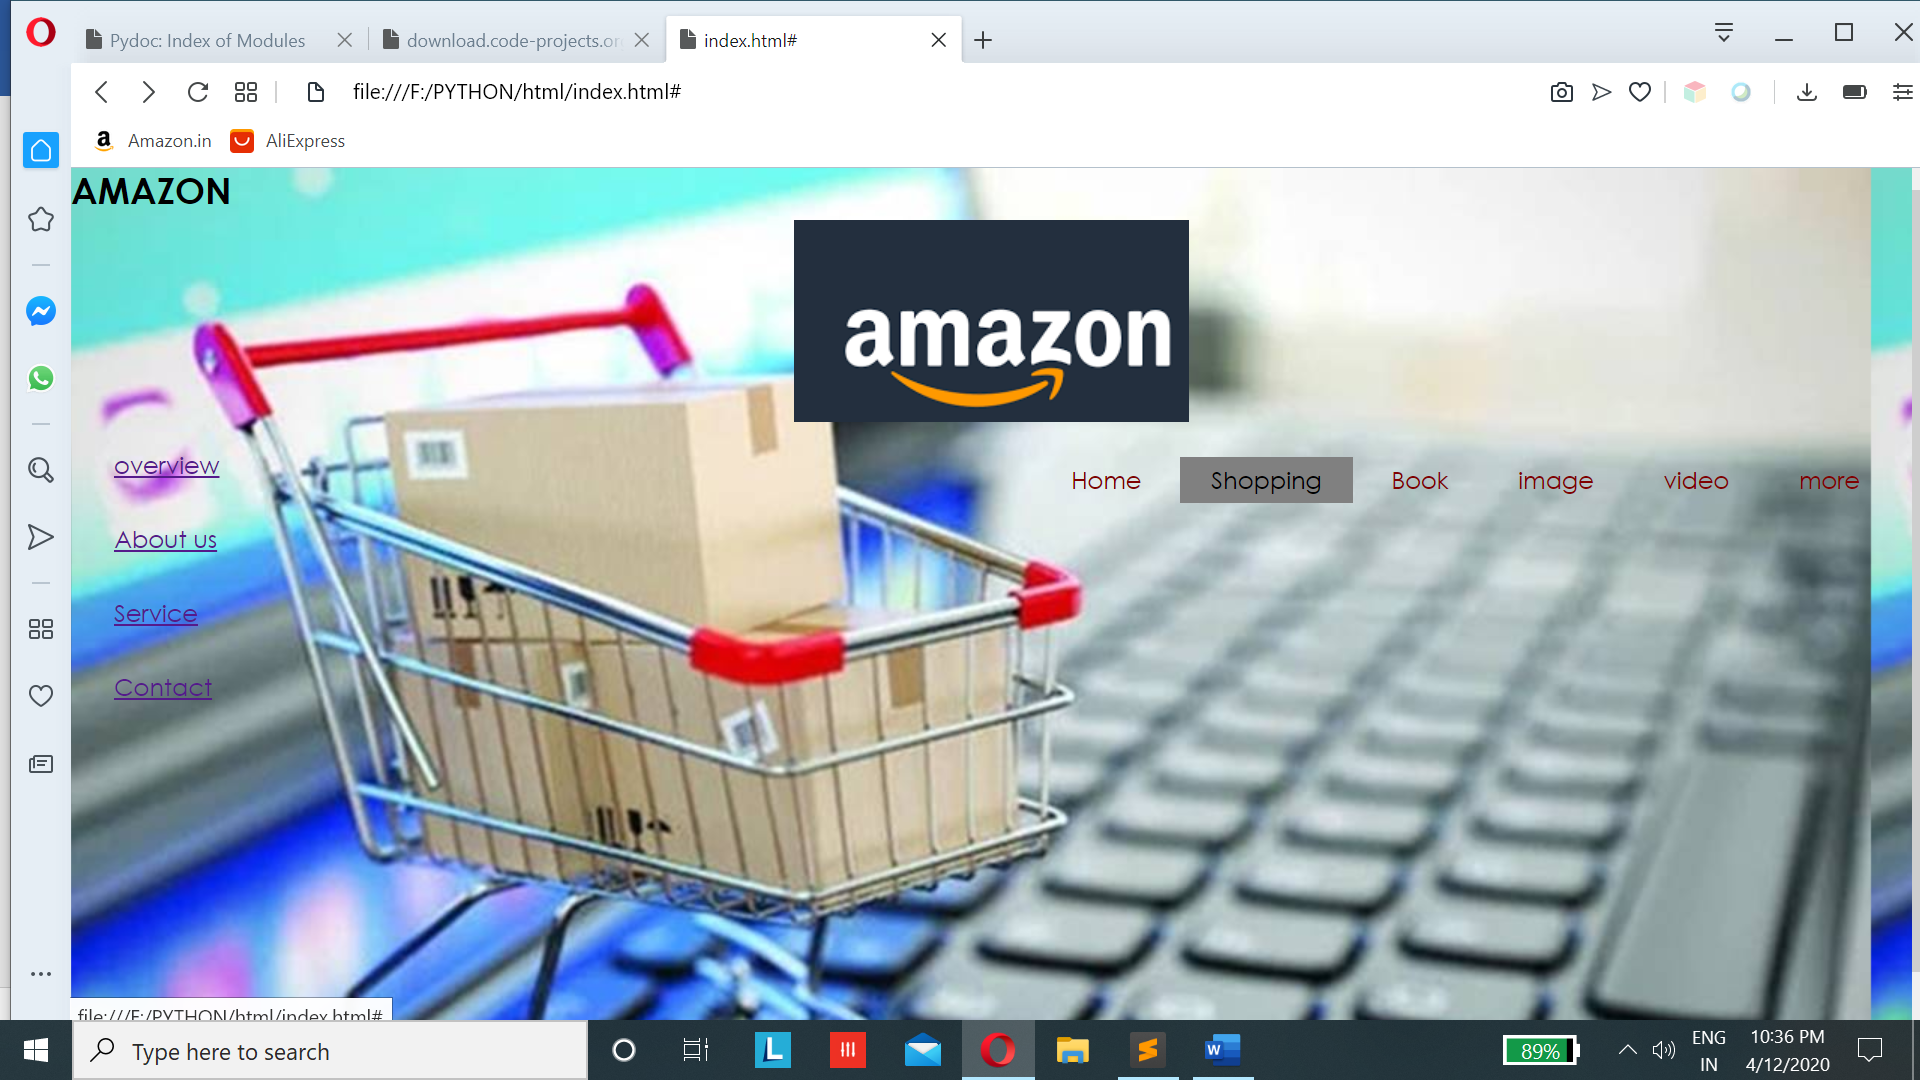 Pydoc: Index of Modules
download.code-projects.or
index.html#
file:///F:/PYTHON/html/index.html#
a Amazon.in
AliExpress
AMAZON
amazon
overview
Home Shopping Book image video more
About us
Service
Contact
file:///F:/PYTHON/html/index.html#
Type here to search
L
W
89%
ENG
IN
10:36 PM
4/12/2020